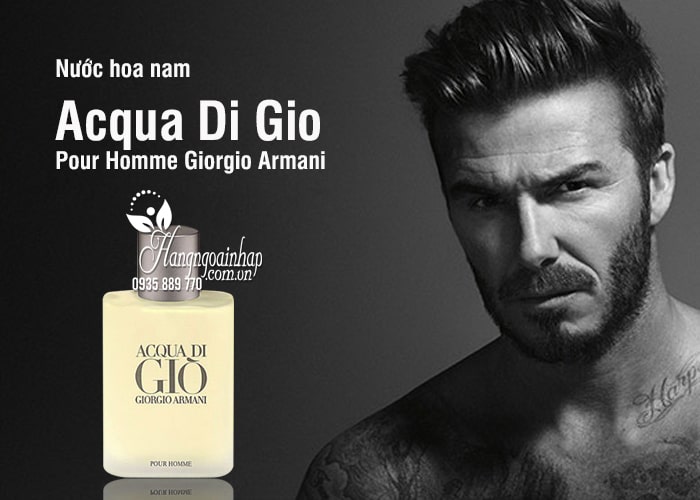 Nước hoa nam
Acqua Di Gio
Pour Homme Giorgio Armani
Hangngoainhap
.com.vn
0935 889 770
ACQUA DI
GIÒ
GIORGIO ARMANI
POUR HOMME